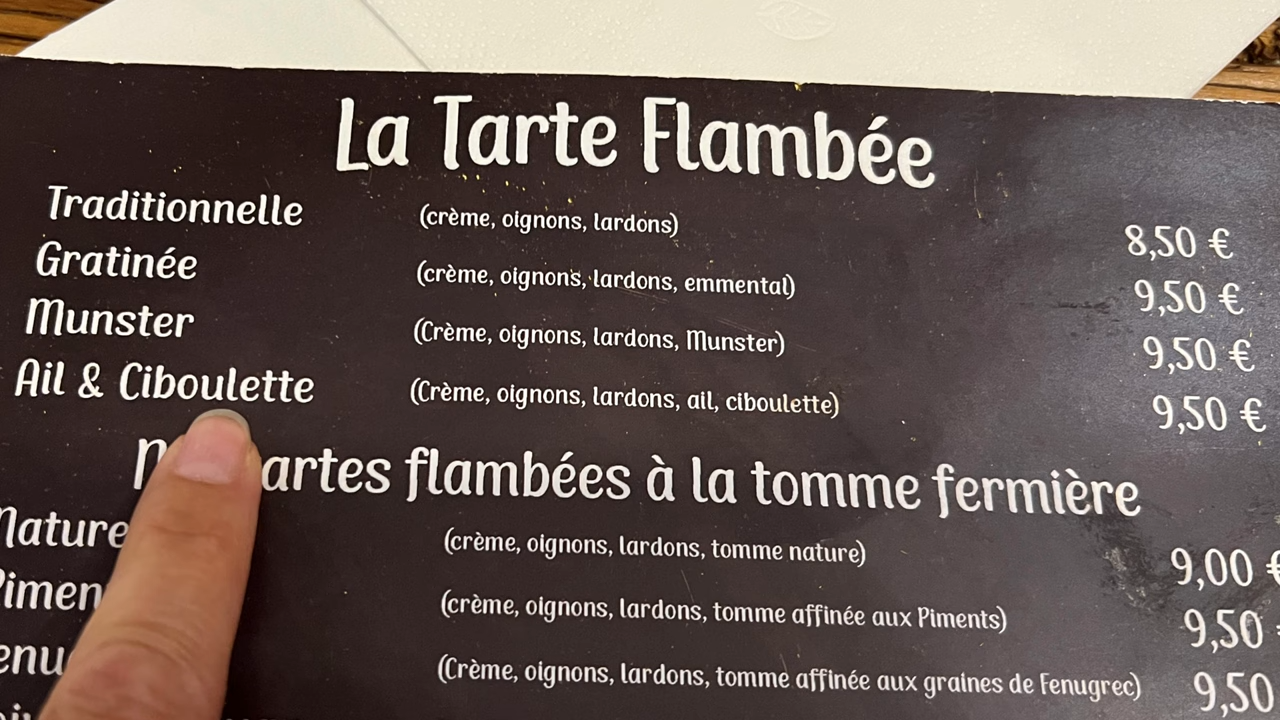 La Tarte Flambée
Traditionnelle (crème, oignons, lardons) 8,50 €
Gratinée (crème, oignons, lardons, emmental) 9,50 €
Munster (Crème, oignons, lardons, Munster) 9,50 €
Ail & Ciboulette (Crème, oignons, lardons, ail, ciboulette) 9,50 €
artes flambées à la tomme fermière
Nature (crème, oignons, lardons, tomme nature) 9,00 €
(crème, oignons, lardons, tomme affinée aux Piments) 9,50
(Crème, oignons, lardons, tomme affinée aux graines de Fenugrec) 9,50